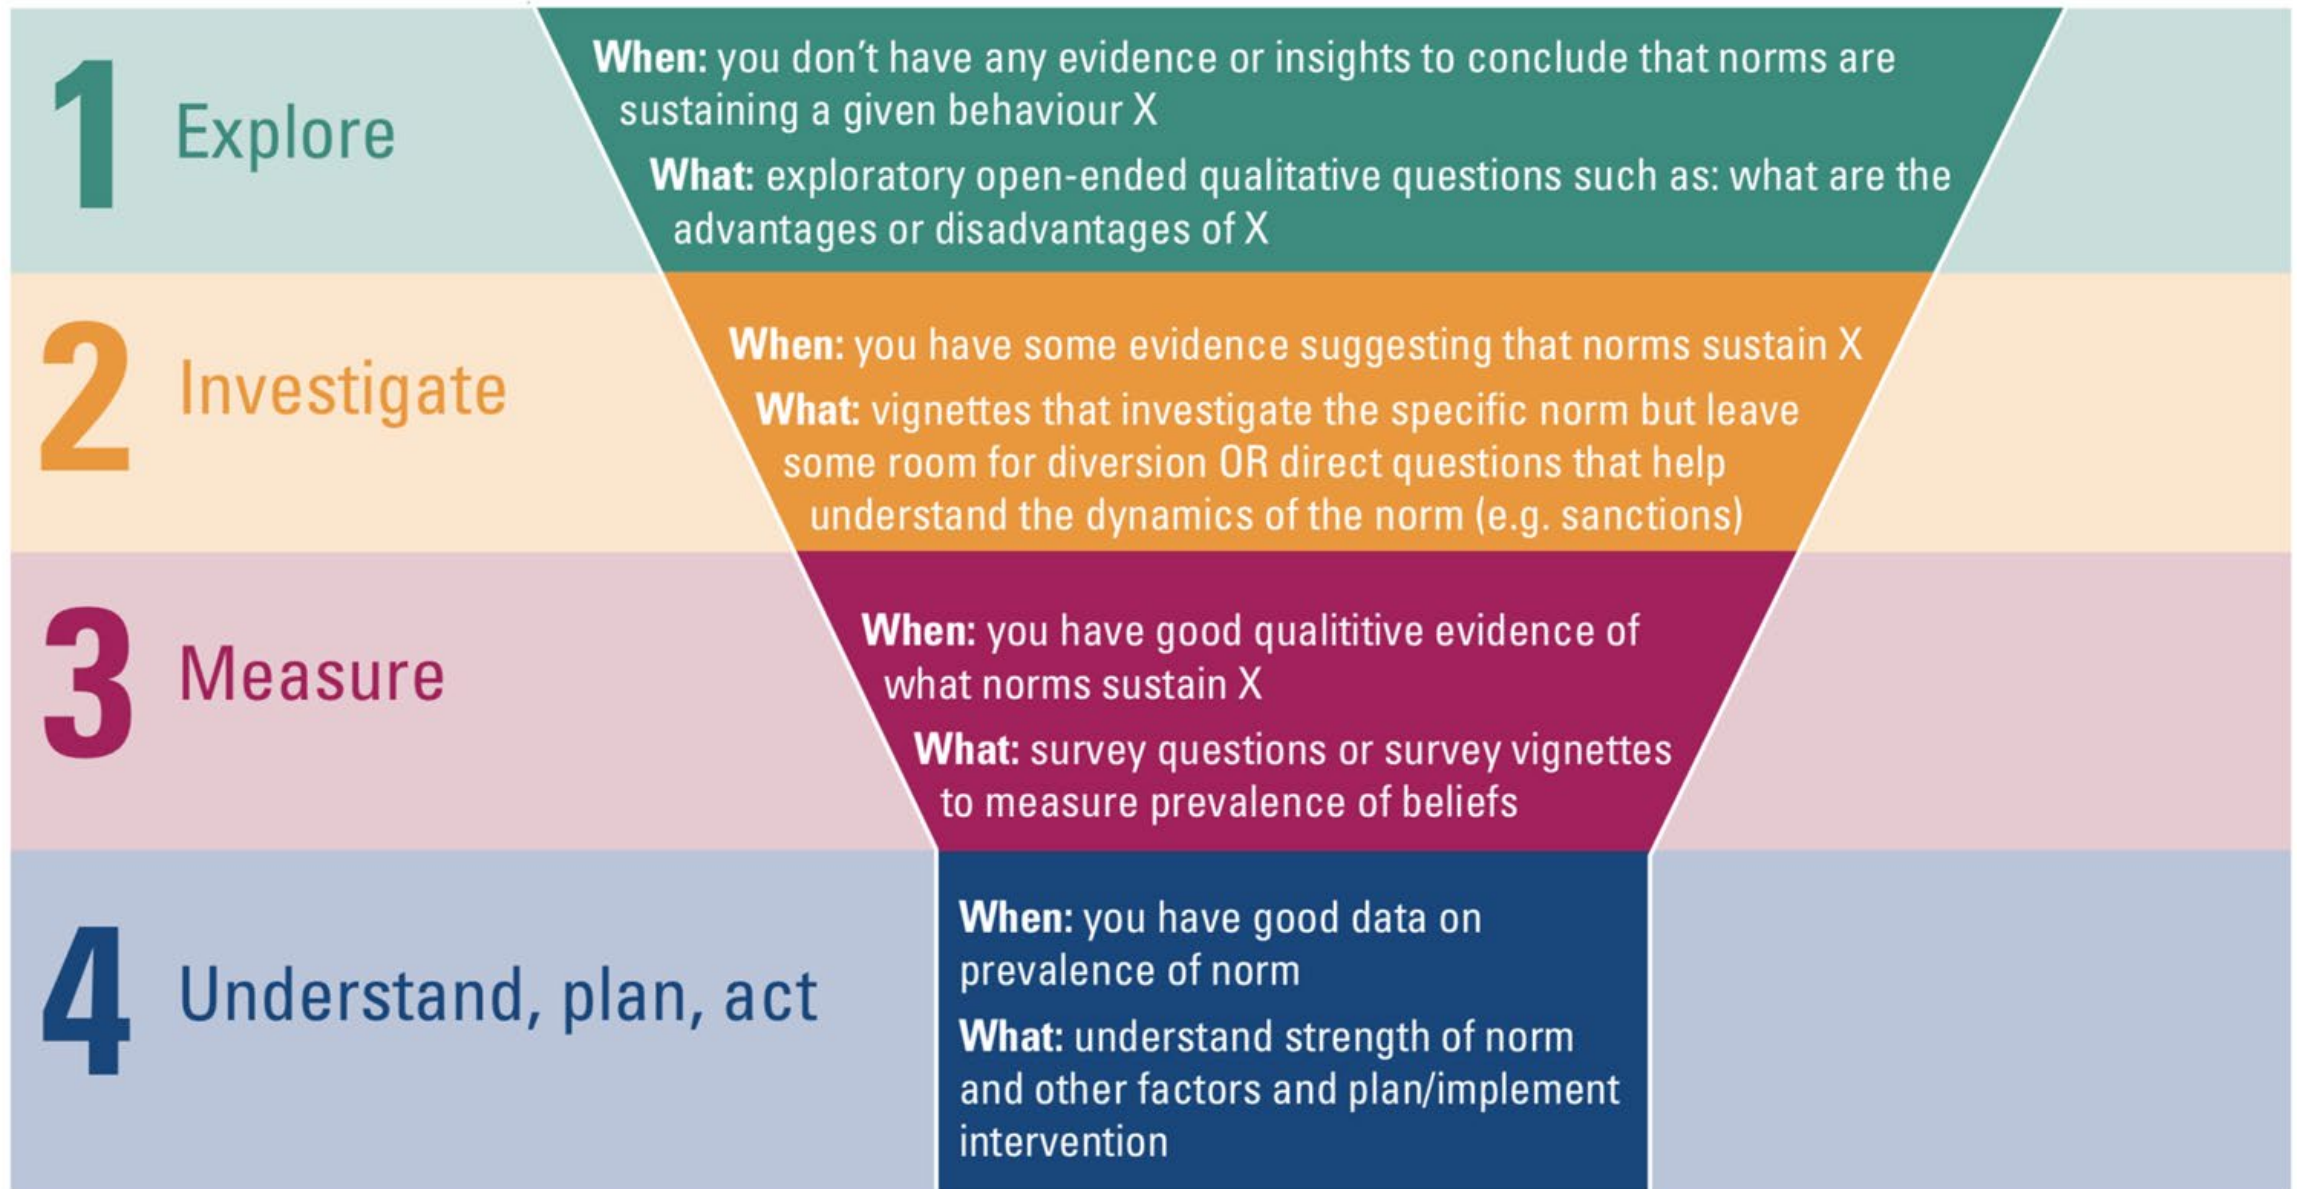 1 Explore
When: you don't have any evidence or insights to conclude that norms are
sustaining a given behaviour X
What: exploratory open-ended qualitative questions such as: what are the
advantages or disadvantages of X
2 Investigate
When: you have some evidence suggesting that norms sustain X
What: vignettes that investigate the specific norm but leave
some room for diversion OR direct questions that help
understand the dynamics of the norm (e.g. sanctions)
3 Measure
When: you have good qualititive evidence of
what norms sustain X
What: survey questions or survey vignettes
to measure prevalence of beliefs
4 Understand, plan, act
When: you have good data on
prevalence of norm
What: understand strength of norm
and other factors and plan/implement
intervention